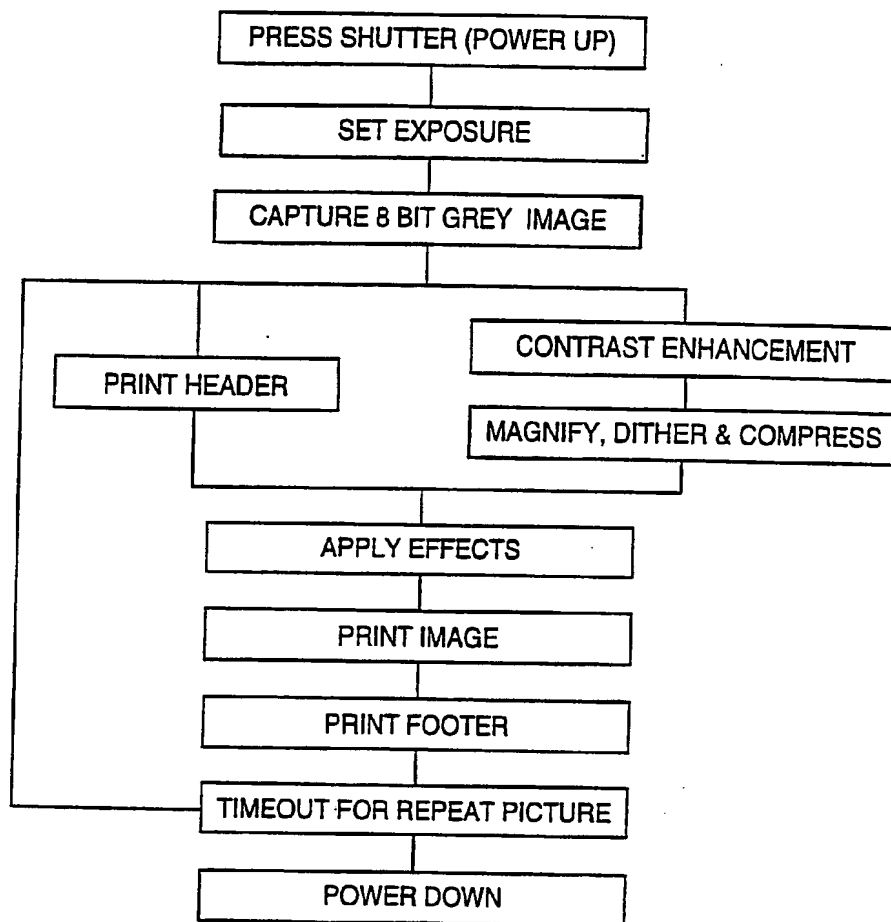 PRESS SHUTTER (POWER UP)
SET EXPOSURE
CAPTURE 8 BIT GREY IMAGE
PRINT HEADER
CONTRAST ENHANCEMENT
MAGNIFY, DITHER & COMPRESS
APPLY EFFECTS
PRINT IMAGE
PRINT FOOTER
TIMEOUT FOR REPEAT PICTURE
POWER DOWN